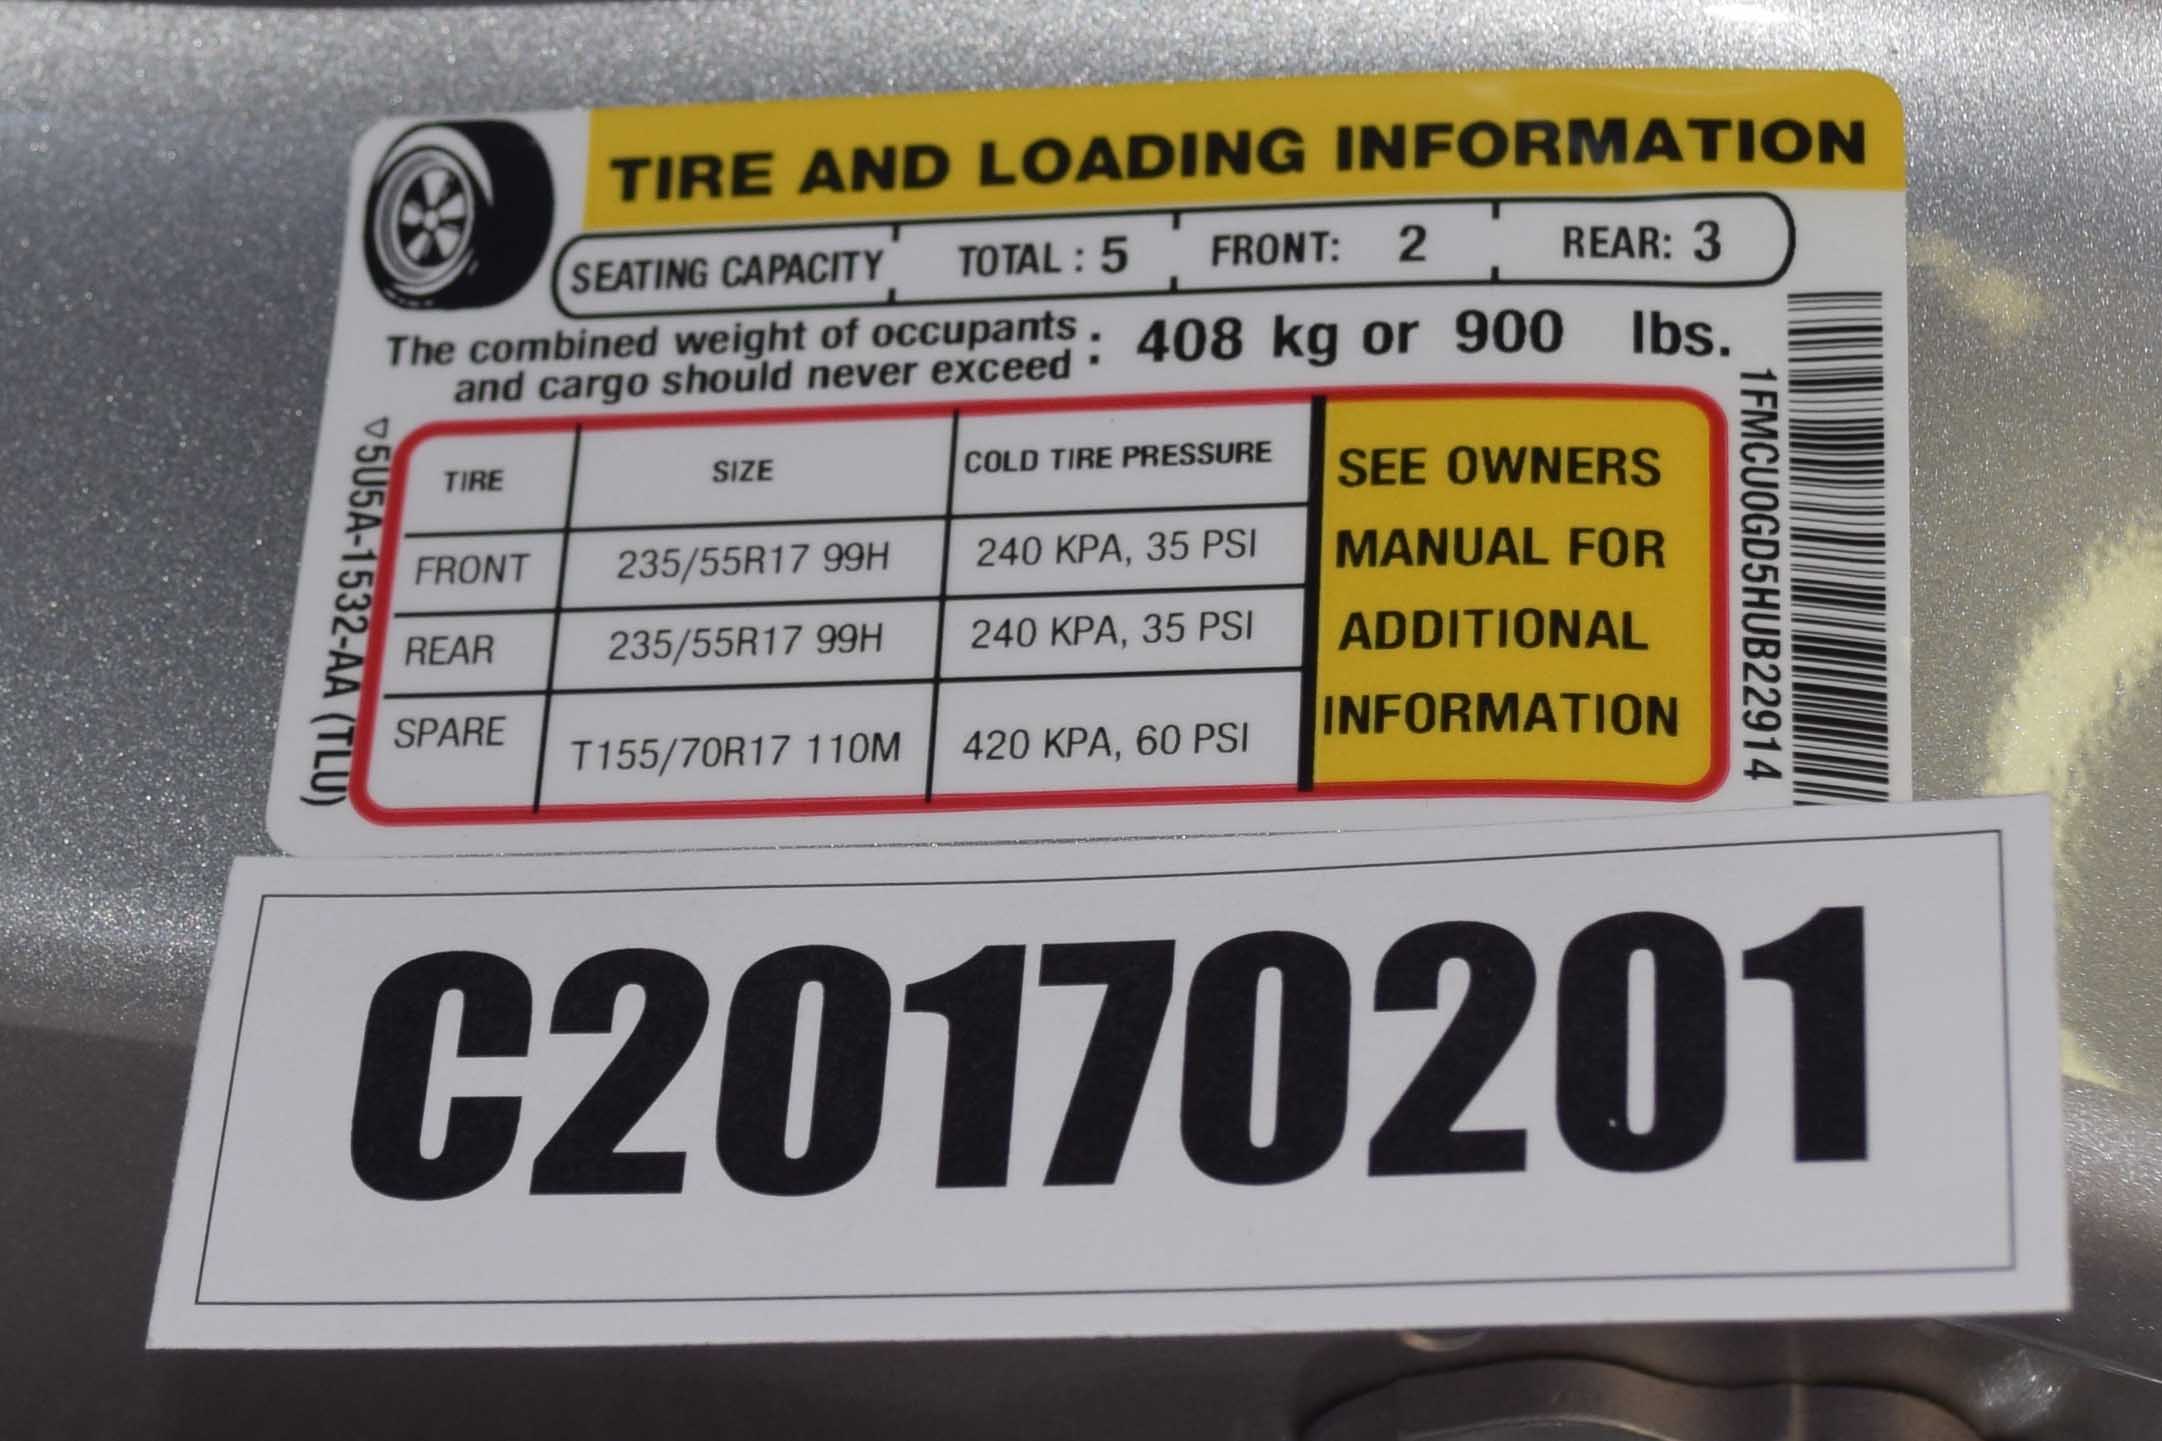 TIRE AND LOADING INFORMATION
SEATING CAPACITY TOTAL : 5 FRONT: 2 REAR: 3
The combined weight of occupants
and cargo should never exceed : 408 kg or 900 lbs.
TIRE SIZE COLD TIRE PRESSURE
FRONT 235/55R17 99H 240 KPA, 35 PSI
REAR 235/55R17 99H 240 KPA, 35 PSI
SPARE T155/70R17 110M 420 KPA, 60 PSI
SEE OWNERS
MANUAL FOR
ADDITIONAL
INFORMATION
5U5A-1532-AA (TLU)
1FMCU0GD5HUB22914
C20170201